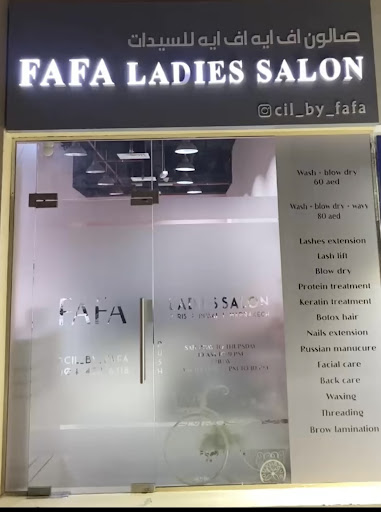 صالون اف ايه اف ايه للسيدات
FAFA LADIES SALON
cil_by_fafa
Wash - blow dry
60 aed
Wash - blow dry - wavy
80 aed
Lashes extension
Lash lift
Blow dry
Protein treatment
Keratin treatment
Botox hair
Nails extension
Russian manucure
Facial care
Back care
Waxing
Threading
Brow lamination
FAFA
LADIES SALON
CIL_BY_FAFA